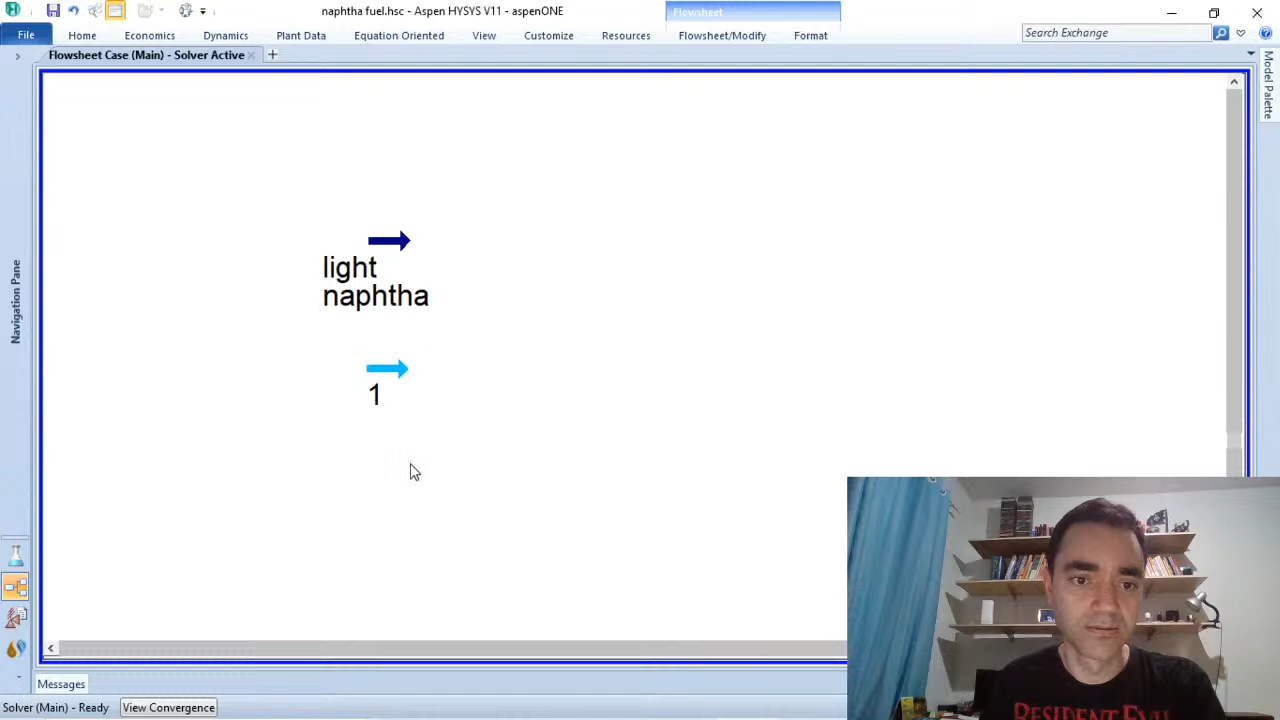 naphtha fuel.hsc - Aspen HYSYS V11 - aspenONE
Flowsheet
File
Home
Economics
Dynamics
Plant Data
Equation Oriented
View
Customize
Resources
Flowsheet/Modify
Format
Search Exchange
Flowsheet Case (Main) - Solver Active
Model Palette
Navigation Pane
light
naphtha
1
Messages
Solver (Main) - Ready
View Convergence
RESIDENT EVIL